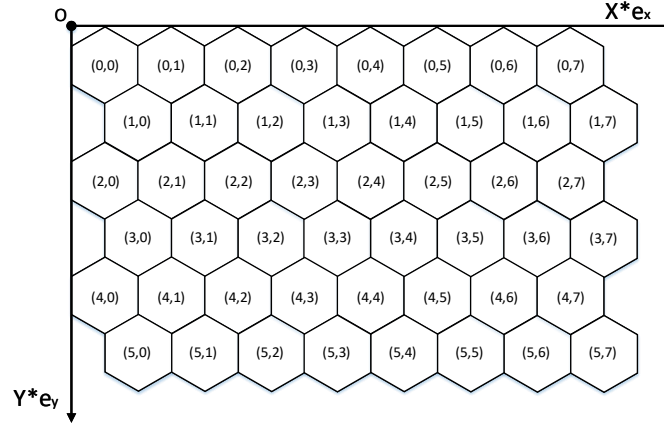 O X*ex
(0,0) (0,1) (0,2) (0,3) (0,4) (0,5) (0,6) (0,7)
(1,0) (1,1) (1,2) (1,3) (1,4) (1,5) (1,6) (1,7)
(2,0) (2,1) (2,2) (2,3) (2,4) (2,5) (2,6) (2,7)
(3,0) (3,1) (3,2) (3,3) (3,4) (3,5) (3,6) (3,7)
(4,0) (4,1) (4,2) (4,3) (4,4) (4,5) (4,6) (4,7)
(5,0) (5,1) (5,2) (5,3) (5,4) (5,5) (5,6) (5,7)
Y*ey